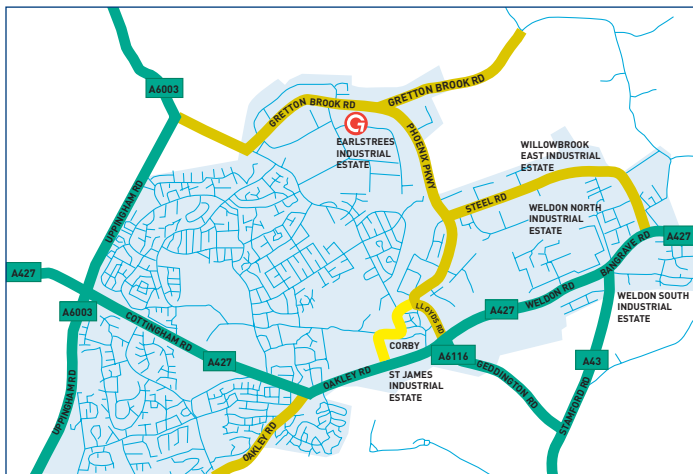 A6003
GRETTON BROOK RD
GRETTON BROOK RD
EARLSTREES
INDUSTRIAL
ESTATE
PHOENIX PKWY
WILLOWBROOK
EAST INDUSTRIAL
ESTATE
UPPINGHAM RD
STEEL RD
WELDON NORTH
INDUSTRIAL
ESTATE
A427
BANGRAVE RD
A427
A6003
COTTINGHAM RD
A427
LLOYDS RD
A427
WELDON RD
WELDON SOUTH
INDUSTRIAL
ESTATE
CORBY
A6116
A43
ST JAMES
INDUSTRIAL
ESTATE
OAKLEY RD
GEDDINGTON RD
STAMFORD RD
UPPINGHAM RD
OAKLEY RD